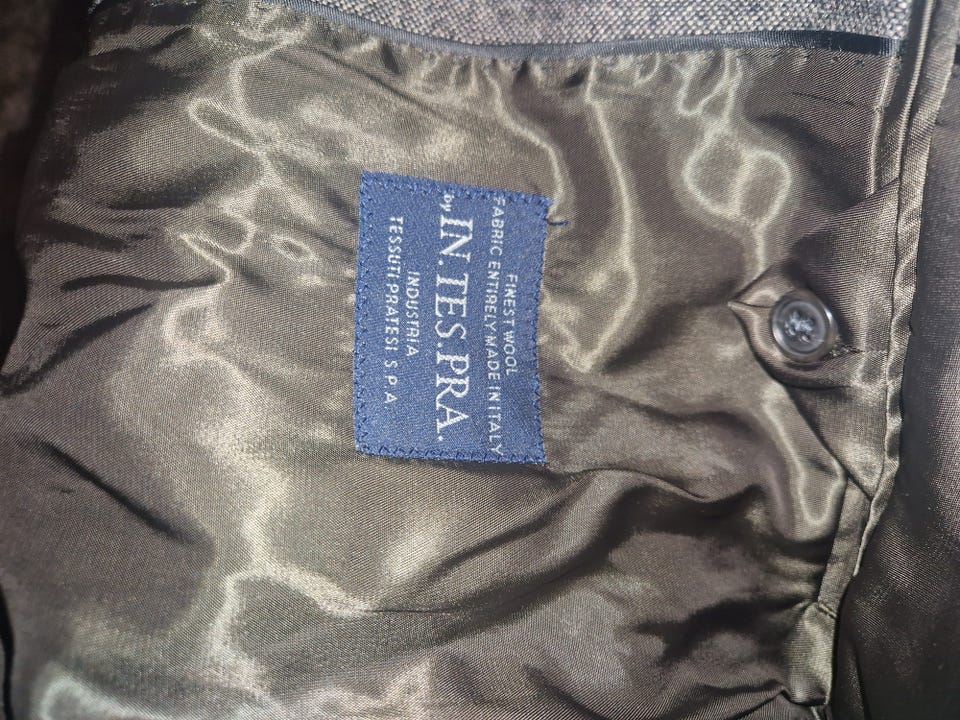 FINEST WOOL
FABRIC ENTIRELY MADE IN ITALY
by IN.TES.PRA.
INDUSTRIA
TESSUTI PRATESI S.P.A.